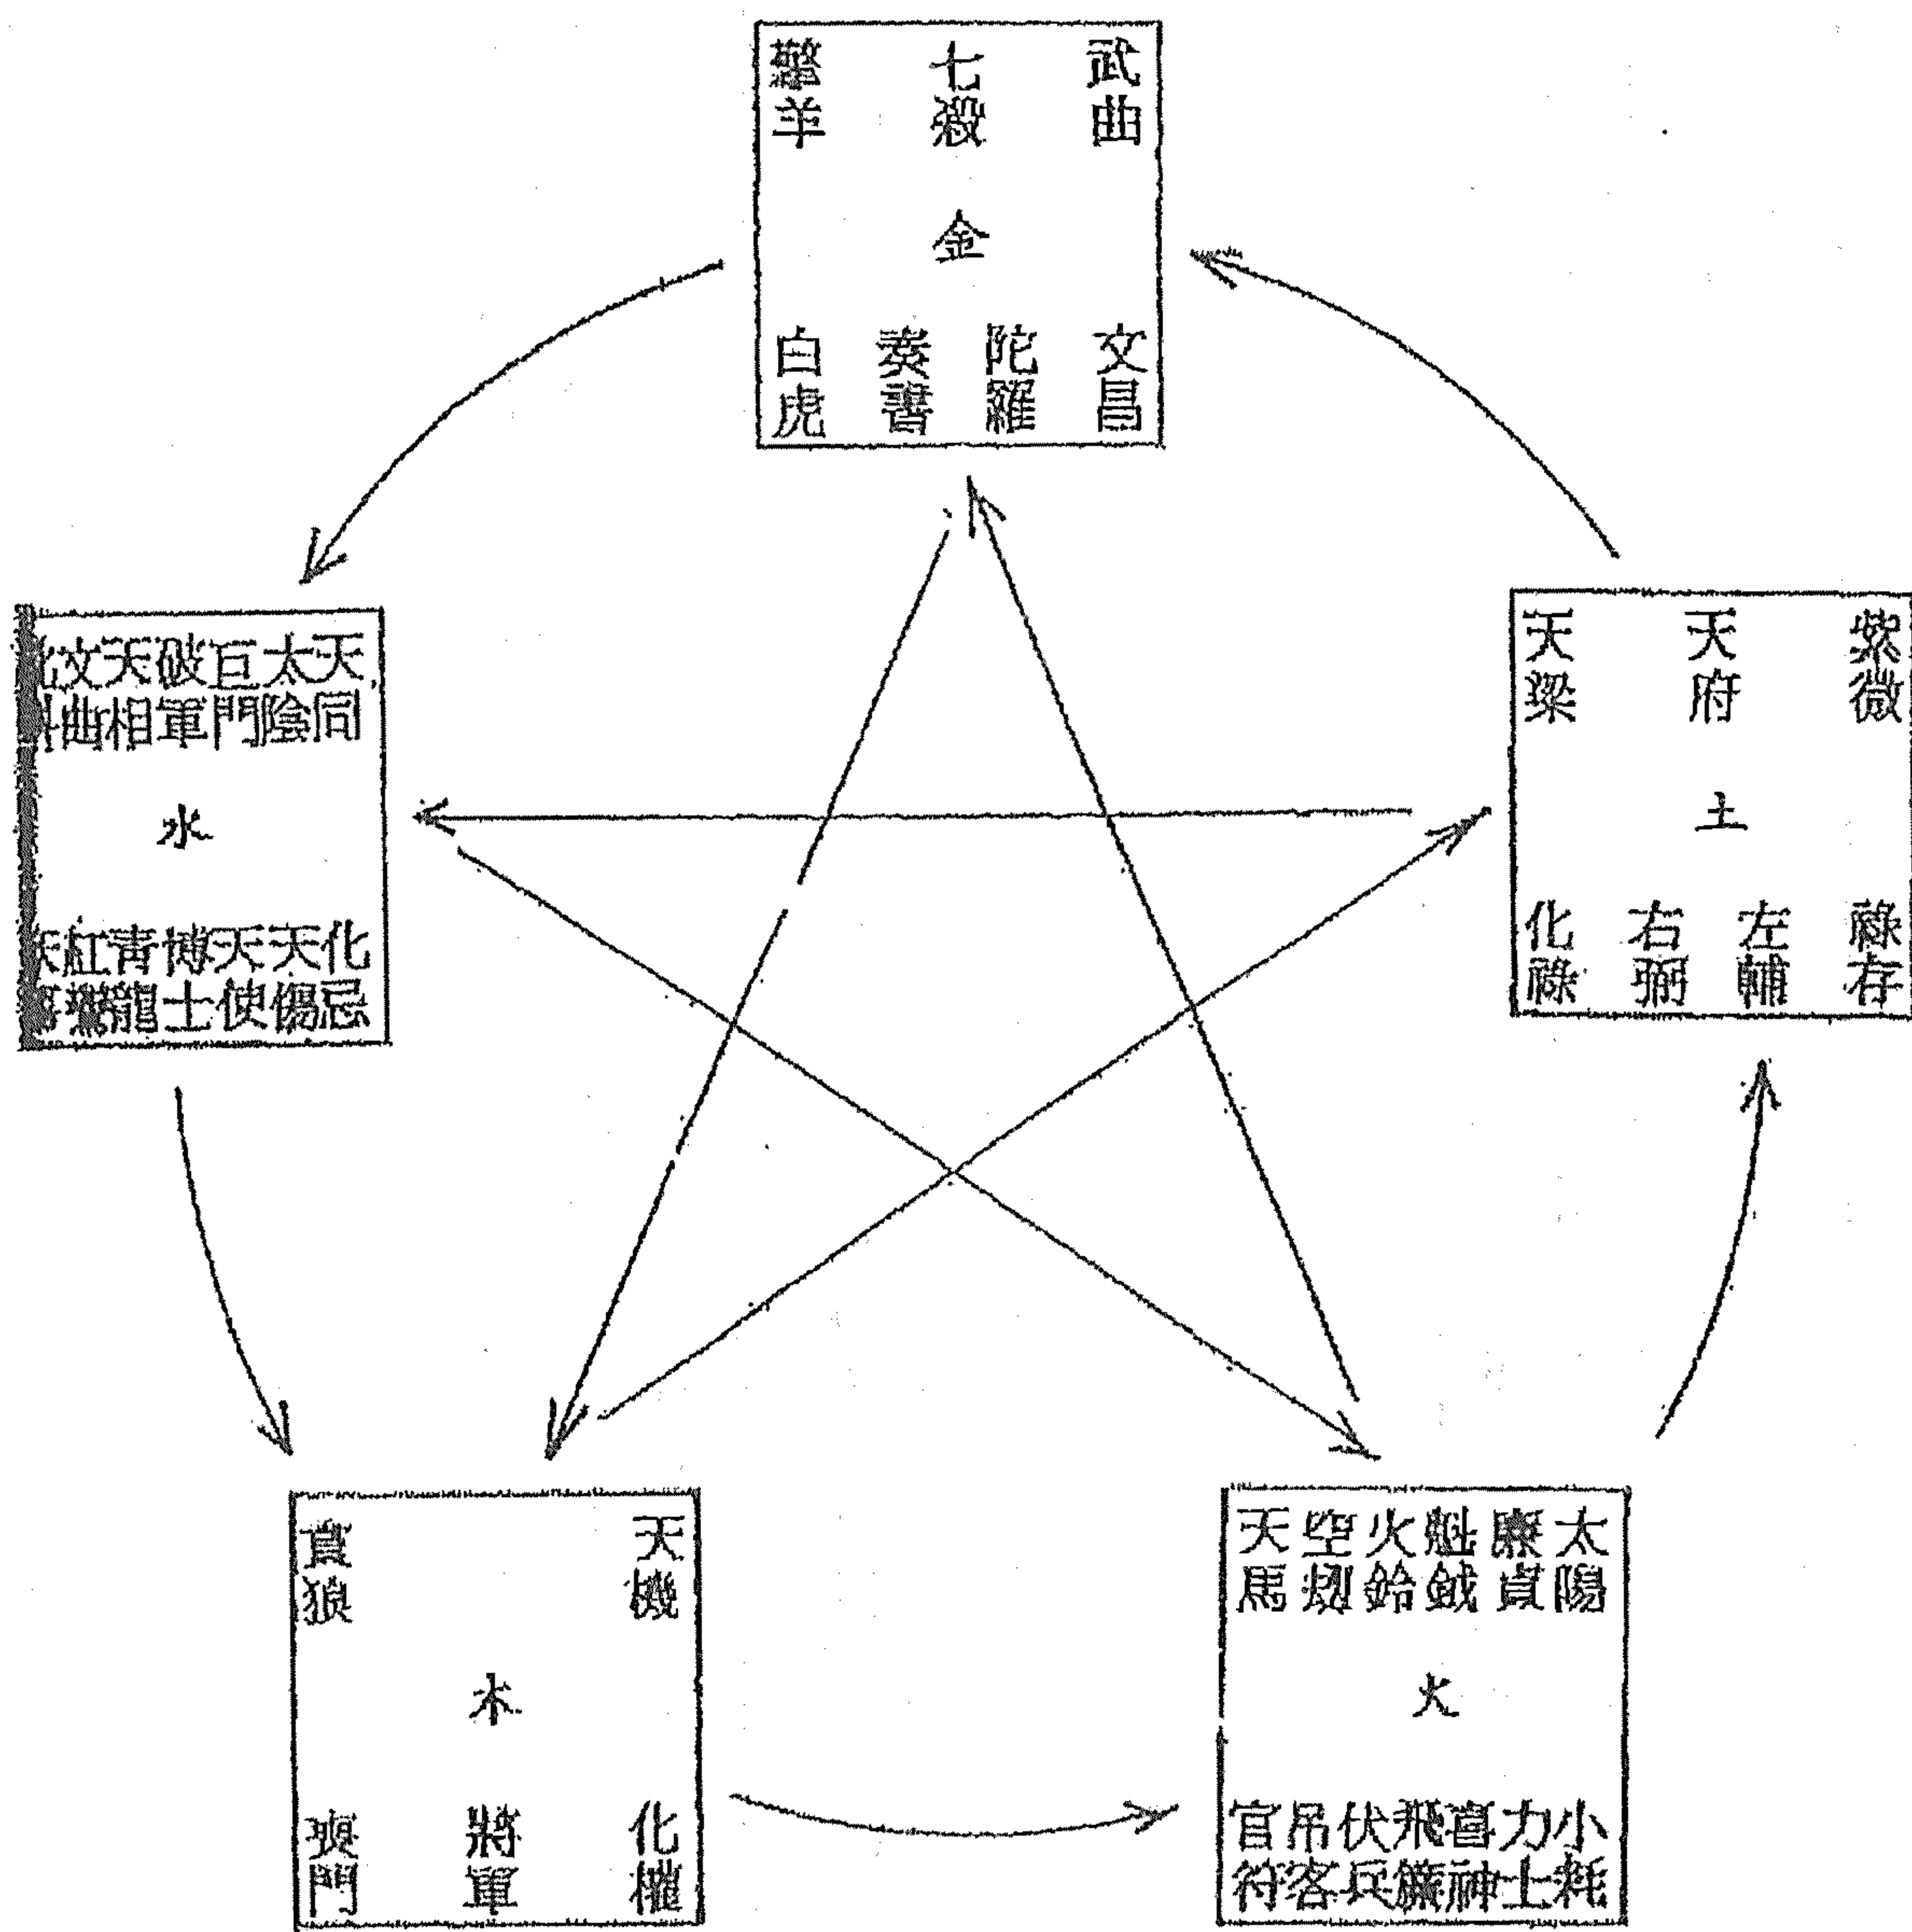 武曲
七殺
擎羊
金
文昌
陀羅
奏書
白虎
紫微
天府
天梁
土
祿存
左輔
右弼
化祿
天同
太陰
巨門
破軍
天相
文曲
水
化忌
天傷
天使
博士
青龍
紅鸞
天機
貪狼
木
化權
將軍
喪門
太陽
廉貞
魁鉞
火鈴
空劫
天馬
火
小耗
力士
喜神
飛廉
伏兵
吊客
官符